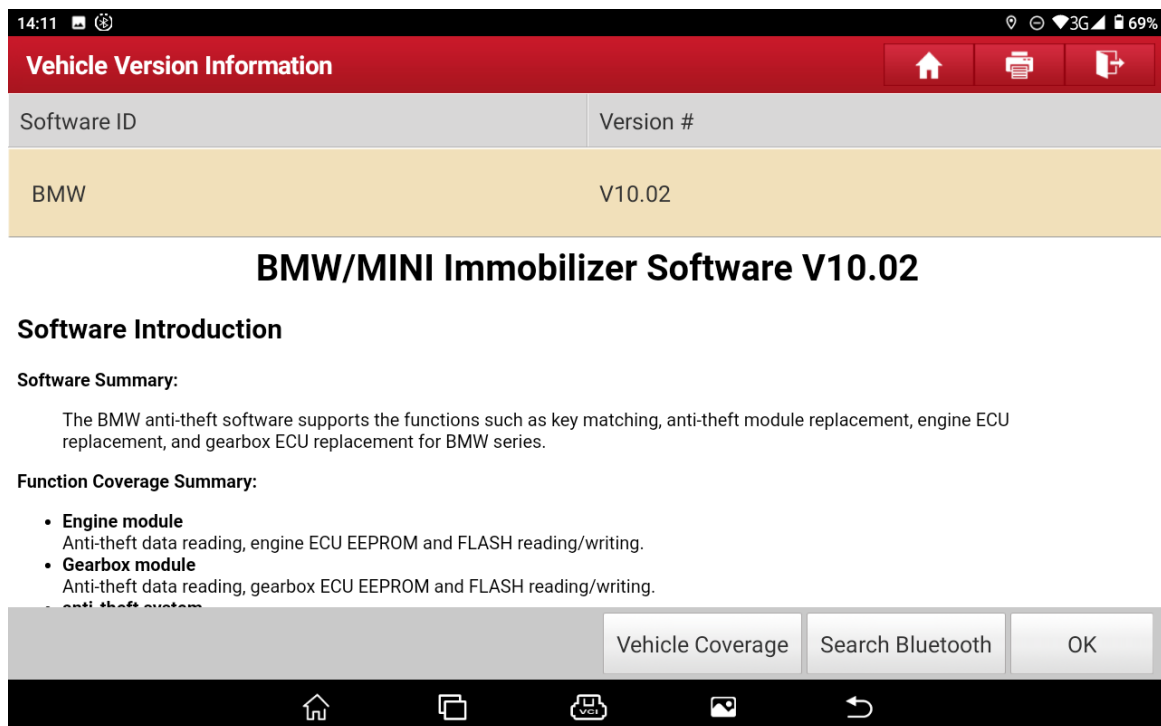 14:11
3G 69%
Vehicle Version Information
Software ID Version #
BMW V10.02
BMW/MINI Immobilizer Software V10.02
Software Introduction
Software Summary:
The BMW anti-theft software supports the functions such as key matching, anti-theft module replacement, engine ECU
replacement, and gearbox ECU replacement for BMW series.
Function Coverage Summary:
• Engine module
Anti-theft data reading, engine ECU EEPROM and FLASH reading/writing.
• Gearbox module
Anti-theft data reading, gearbox ECU EEPROM and FLASH reading/writing.
• anti-theft system
Vehicle Coverage Search Bluetooth OK
VCI